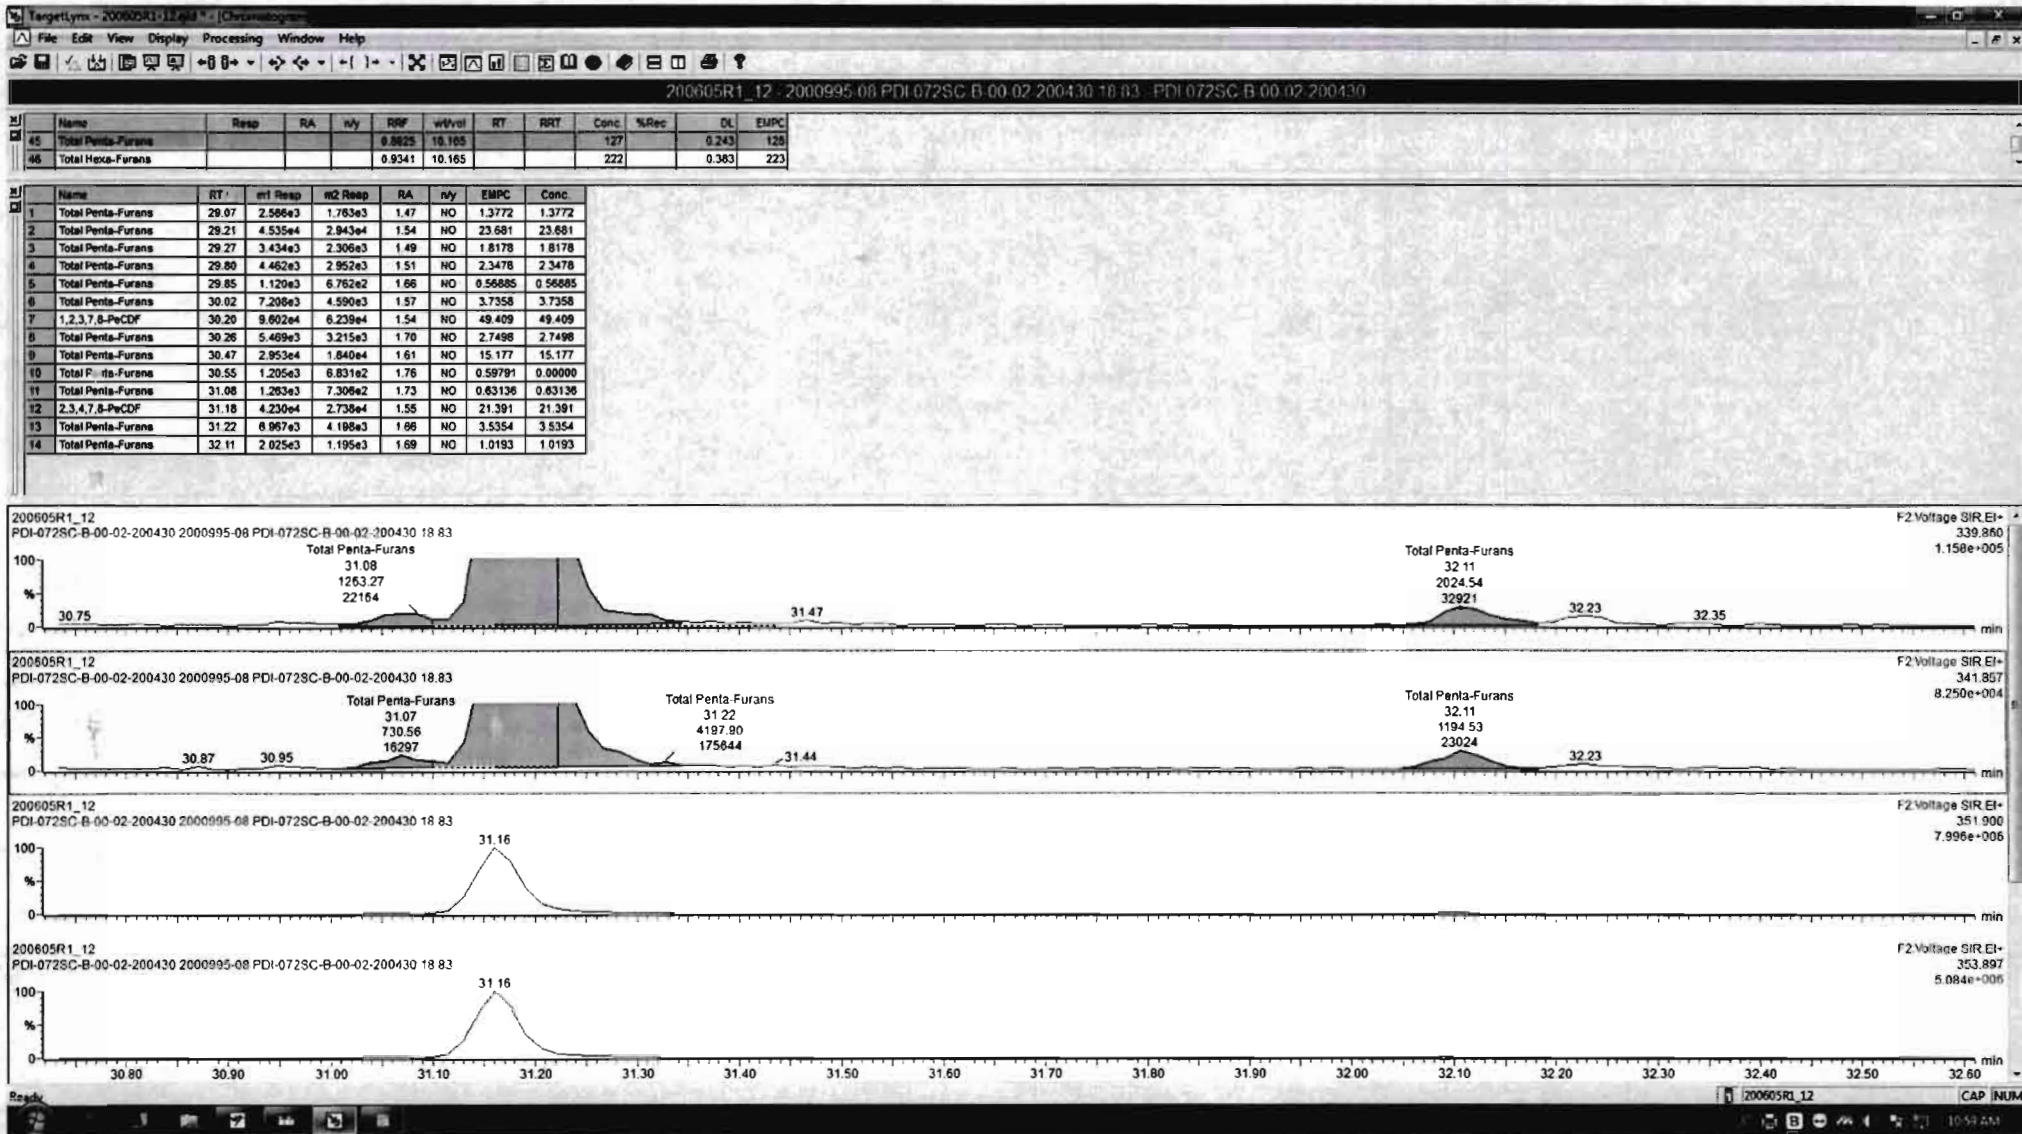 TargetLynx - 200605R1-12.qld * - [Chromatogram]
File Edit View Display Processing Window Help
200605R1_12 - 2000995-08 PDI-072SC-B-00-02-200430 18.83 - PDI-072SC-B-00-02-200430
Name Resp RA n/y RRF wt/vol RT RRT Conc. %Rec DL EMPC
45 Total Penta-Furans 10.165 127 0.243 128
46 Total Hexa-Furans 0.9341 10.165 222 0.383 223
Name RT m1 Resp m2 Resp RA n/y EMPC Conc.
1 Total Penta-Furans 29.07 2.586e3 1.763e3 1.47 NO 1.3772 1.3772
2 Total Penta-Furans 29.21 4.535e4 2.943e4 1.54 NO 23.681 23.681
3 Total Penta-Furans 29.27 3.434e3 2.306e3 1.49 NO 1.8178 1.8178
4 Total Penta-Furans 29.80 4.462e3 2.952e3 1.51 NO 2.3478 2.3478
5 Total Penta-Furans 29.85 1.120e3 6.762e2 1.66 NO 0.56885 0.56885
6 Total Penta-Furans 30.02 7.208e3 4.590e3 1.57 NO 3.7358 3.7358
7 1,2,3,7,8-PeCDF 30.20 9.602e4 6.239e4 1.54 NO 49.409 49.409
8 Total Penta-Furans 30.26 5.469e3 3.215e3 1.70 NO 2.7498 2.7498
9 Total Penta-Furans 30.47 2.953e4 1.840e4 1.61 NO 15.177 15.177
10 Total Penta-Furans 30.55 1.205e3 6.831e2 1.76 NO 0.59791 0.00000
11 Total Penta-Furans 31.08 1.263e3 7.306e2 1.73 NO 0.63136 0.63136
12 2,3,4,7,8-PeCDF 31.18 4.230e4 2.738e4 1.55 NO 21.391 21.391
13 Total Penta-Furans 31.22 6.967e3 4.198e3 1.66 NO 3.5354 3.5354
14 Total Penta-Furans 32.11 2.025e3 1.195e3 1.69 NO 1.0193 1.0193
200605R1_12
PDI-072SC-B-00-02-200430 2000995-08 PDI-072SC-B-00-02-200430 18.83
F2:Voltage SIR,EI+
339.860
1.158e+005
Total Penta-Furans
31.08
1263.27
22164
Total Penta-Furans
32.11
2024.54
32921
100
%
0
30.75
31.47
32.23
32.35
min
200605R1_12
PDI-072SC-B-00-02-200430 2000995-08 PDI-072SC-B-00-02-200430 18.83
F2:Voltage SIR,EI+
341.857
8.250e+004
Total Penta-Furans
31.07
730.56
16297
Total Penta-Furans
31.22
4197.90
175644
Total Penta-Furans
32.11
1194.53
23024
100
%
0
30.87
30.95
31.44
32.23
min
200605R1_12
PDI-072SC-B-00-02-200430 2000995-08 PDI-072SC-B-00-02-200430 18.83
F2:Voltage SIR,EI+
351.900
7.996e+006
31.16
100
%
0
min
200605R1_12
PDI-072SC-B-00-02-200430 2000995-08 PDI-072SC-B-00-02-200430 18.83
F2:Voltage SIR,EI+
353.897
5.084e+006
31.16
100
%
0
min
30.80 30.90 31.00 31.10 31.20 31.30 31.40 31.50 31.60 31.70 31.80 31.90 32.00 32.10 32.20 32.30 32.40 32.50 32.60
Ready
200605R1_12
CAP NUM
10:59 AM